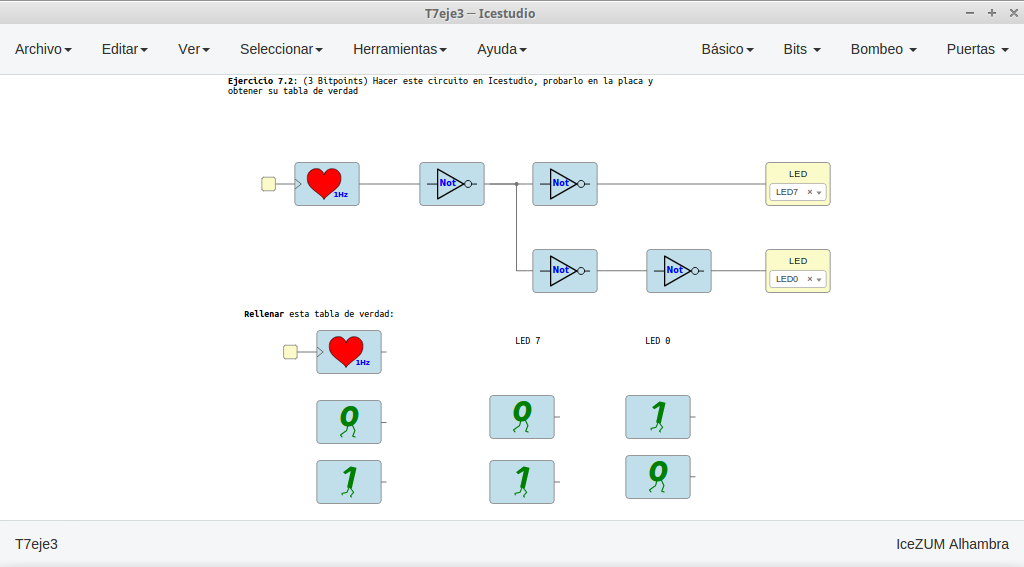 T7eje3 — Icestudio
Archivo Editar Ver Seleccionar Herramientas Ayuda Básico Bits Bombeo Puertas
Ejercicio 7.2: (3 Bitpoints) Hacer este circuito en Icestudio, probarlo en la placa y
obtener su tabla de verdad
1Hz
Not
Not
LED
LED7
Not
Not
LED
LED0
Rellenar esta tabla de verdad:
1Hz
LED 7
LED 0
0 0 1
1 1 0
T7eje3
IceZUM Alhambra